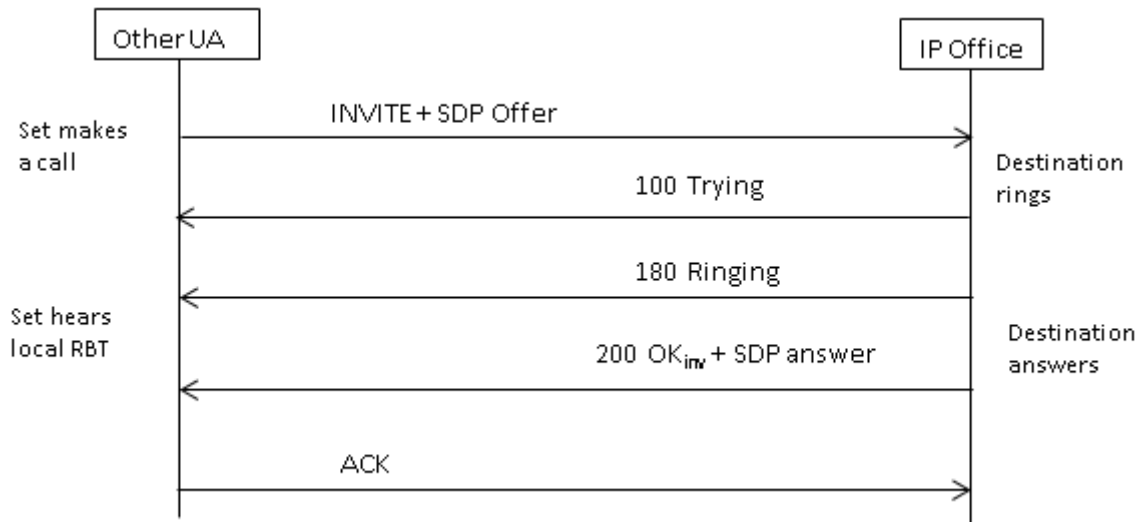 Other UA
IP Office
INVITE + SDP Offer
Set makes
a call
Destination
rings
100 Trying
180 Ringing
Set hears
local RBT
Destination
answers
200 OKinv + SDP answer
ACK